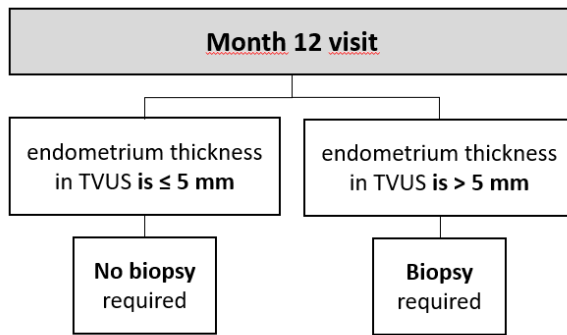 Month 12 visit
endometrium thickness
in TVUS is ≤ 5 mm
endometrium thickness
in TVUS is > 5 mm
No biopsy
required
Biopsy
required